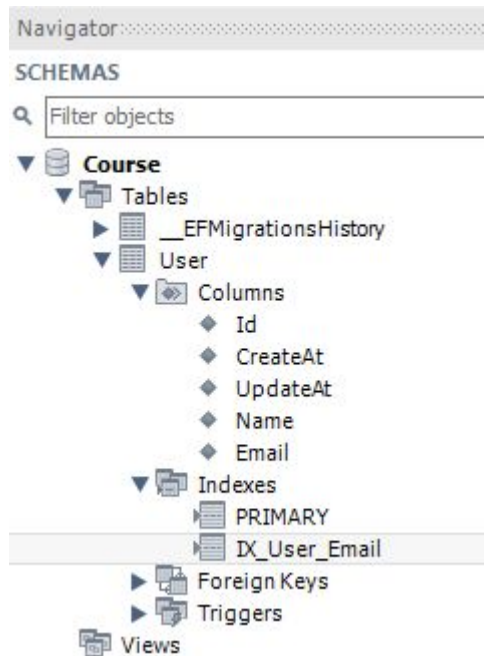 Navigator
SCHEMAS
Filter objects
Course
Tables
__EFMigrationsHistory
User
Columns
Id
CreateAt
UpdateAt
Name
Email
Indexes
PRIMARY
IX_User_Email
Foreign Keys
Triggers
Views